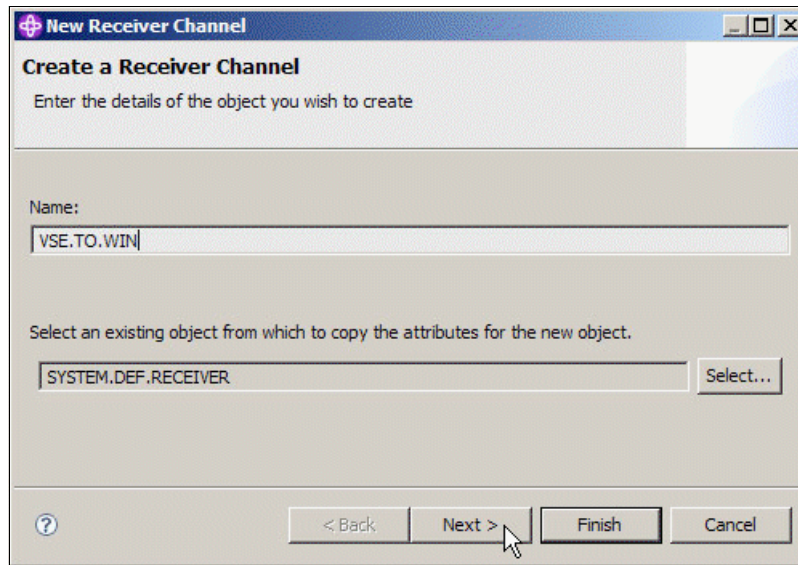 New Receiver Channel
Create a Receiver Channel
Enter the details of the object you wish to create
Name:
VSE.TO.WIN
Select an existing object from which to copy the attributes for the new object.
SYSTEM.DEF.RECEIVER
Select...
?
< Back
Next >
Finish
Cancel